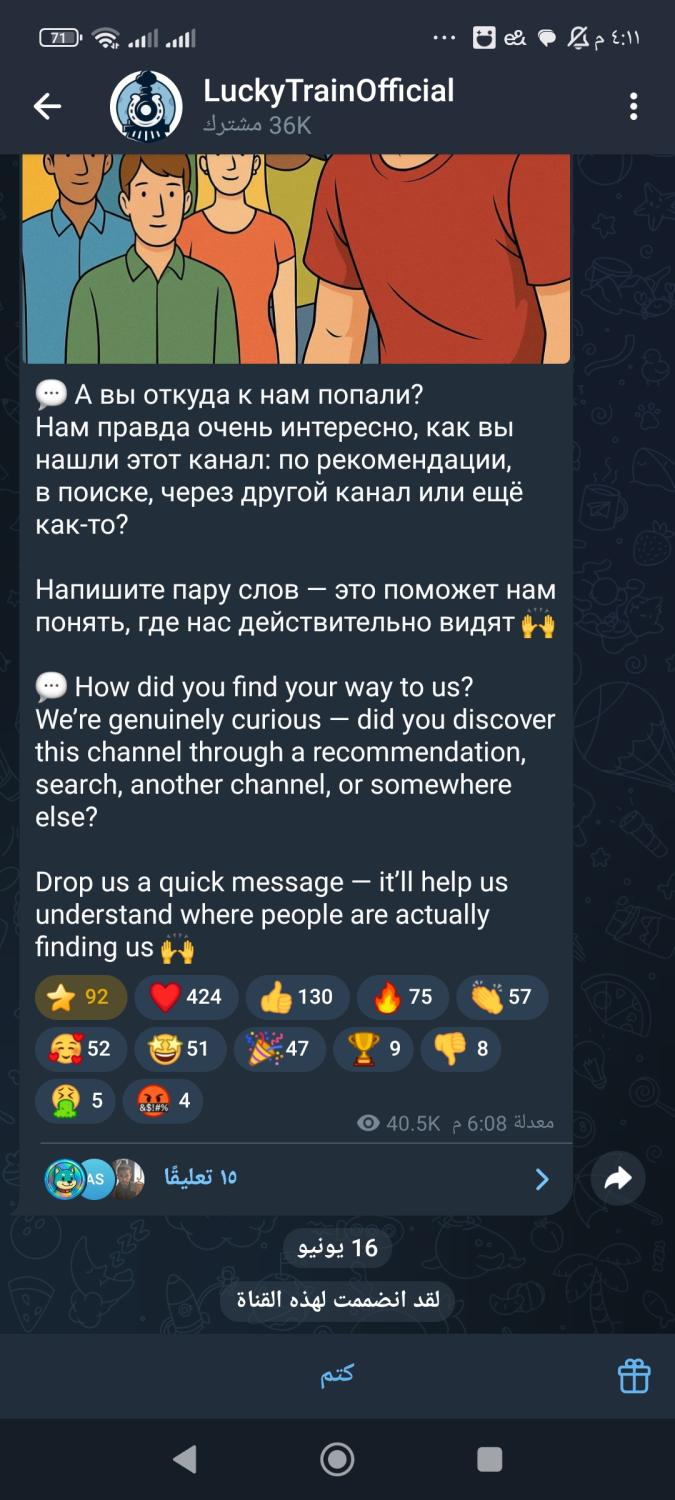 71
٤:١١ م
LuckyTrainOfficial
36K مشترك
А вы откуда к нам попали?
Нам правда очень интересно, как вы
нашли этот канал: по рекомендации,
в поиске, через другой канал или ещё
как-то?
Напишите пару слов — это поможет нам
понять, где нас действительно видят 🙌
How did you find your way to us?
We’re genuinely curious — did you discover
this channel through a recommendation,
search, another channel, or somewhere
else?
Drop us a quick message — it’ll help us
understand where people are actually
finding us 🙌
⭐ 92 ❤️ 424 👍 130 🔥 75 👏 57
🥰 52 🤩 51 🎉 47 🏆 9 👎 8
🤮 5 🤬 4
40.5K معدلة 6:08 م
AS
١٥ تعليقًا
16 يونيو
لقد انضممت لهذه القناة
كتم